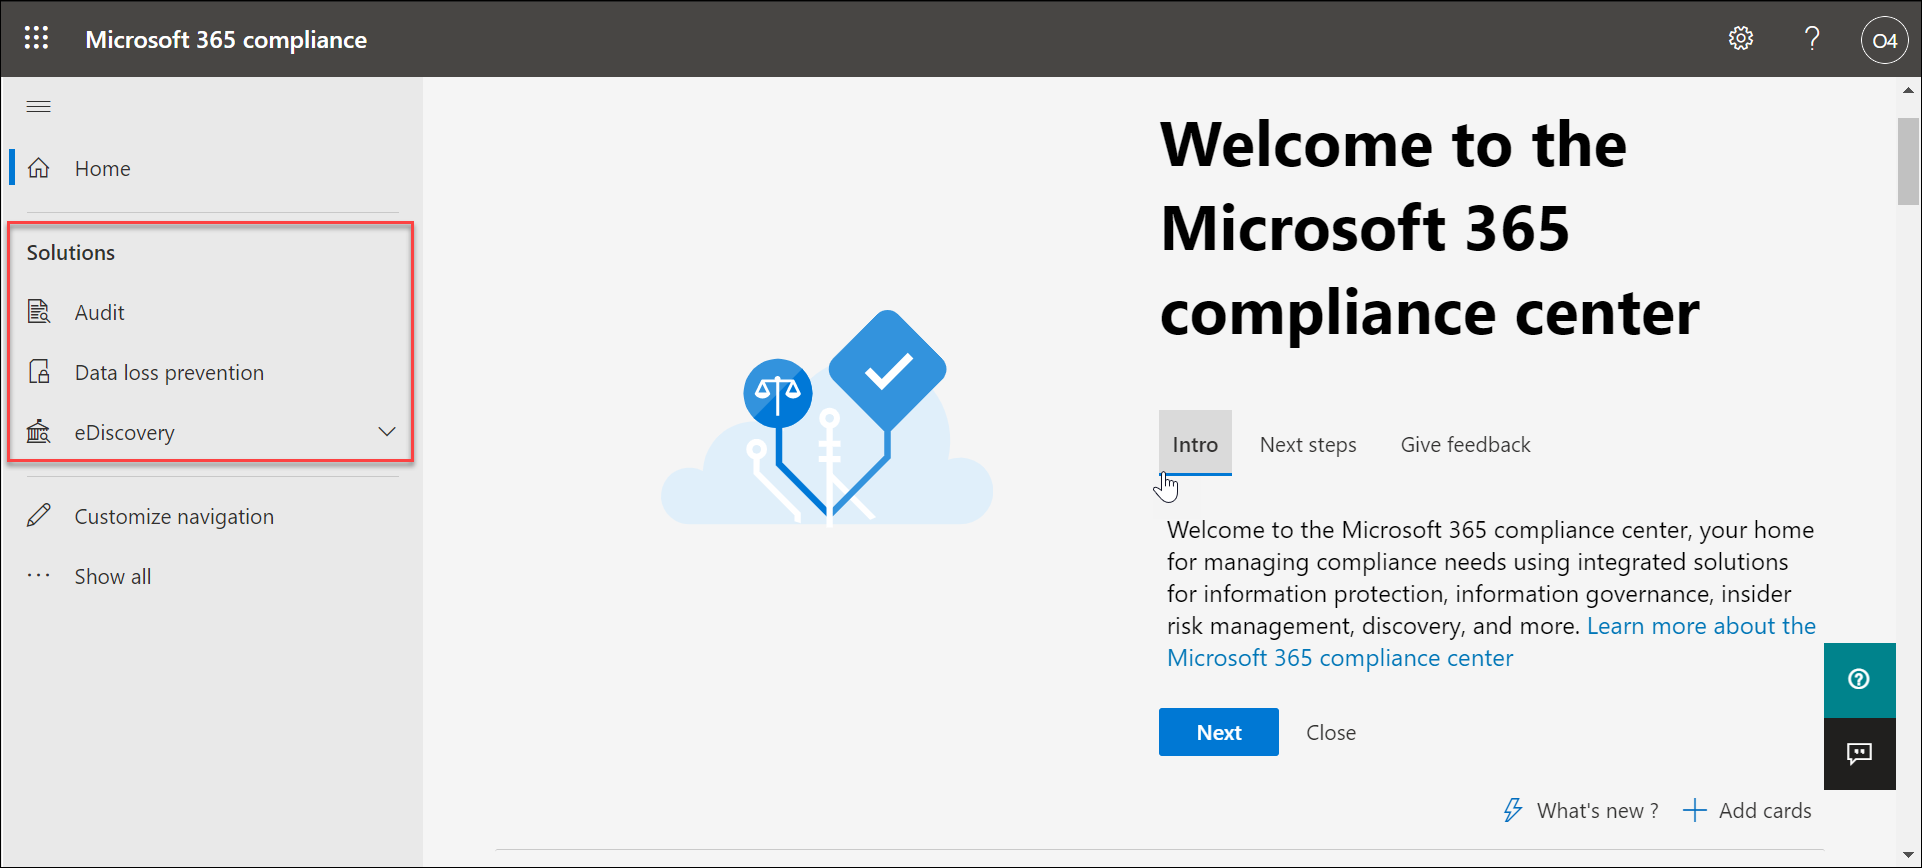 Microsoft 365 compliance
O4
Home
Solutions
Audit
Data loss prevention
eDiscovery
Customize navigation
Show all
Welcome to the
Microsoft 365
compliance center
Intro Next steps Give feedback
Welcome to the Microsoft 365 compliance center, your home
for managing compliance needs using integrated solutions
for information protection, information governance, insider
risk management, discovery, and more. Learn more about the
Microsoft 365 compliance center
Next Close
What's new ? Add cards